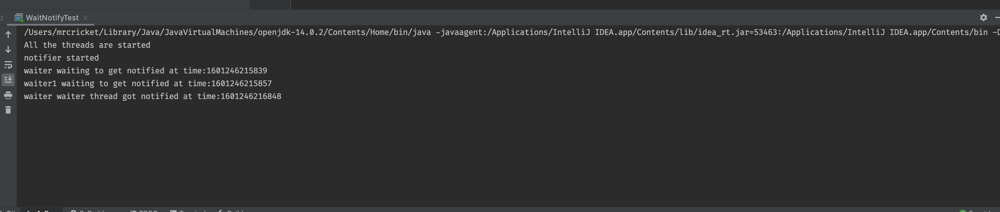 WaitNotifyTest
/Users/mrcricket/Library/Java/JavaVirtualMachines/openjdk-14.0.2/Contents/Home/bin/java -javaagent:/Applications/IntelliJ IDEA.app/Contents/lib/idea_rt.jar=53463:/Applications/IntelliJ IDEA.app/Contents/bin -D
All the threads are started
notifier started
waiter waiting to get notified at time:1601246215839
waiter1 waiting to get notified at time:1601246215857
waiter waiter thread got notified at time:1601246216848
TODO